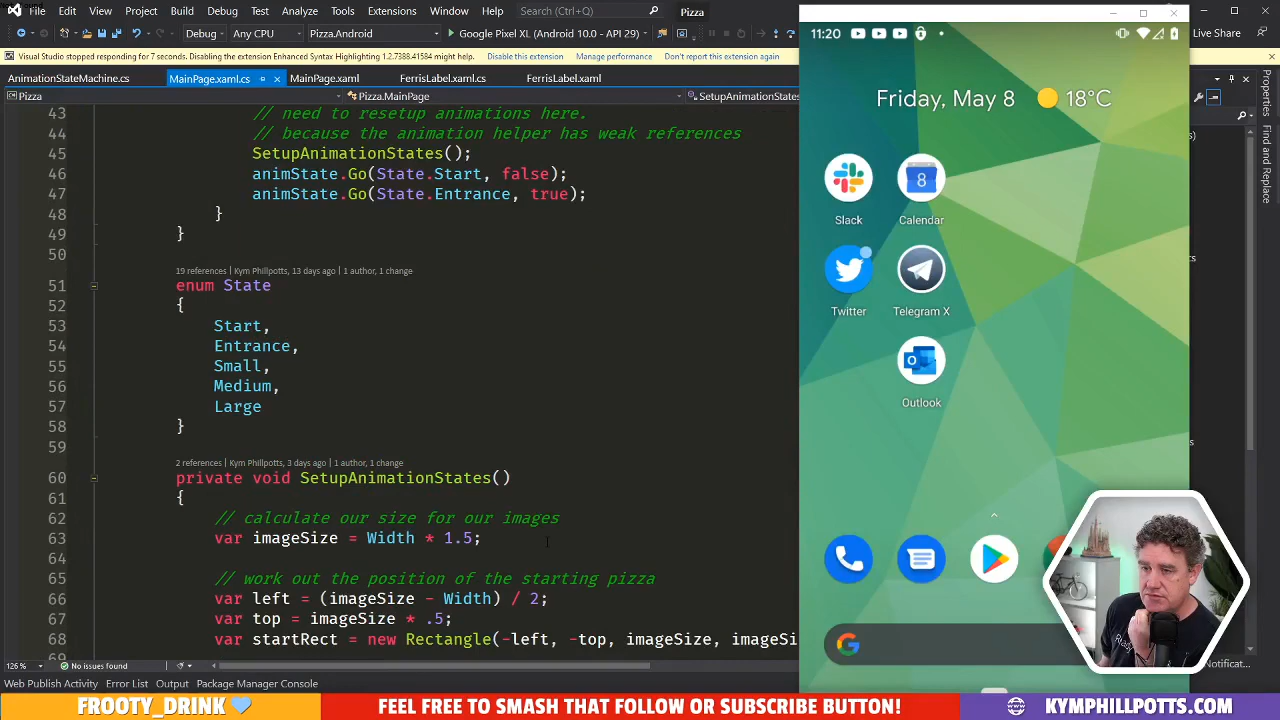 File Edit View Project Build Debug Test Analyze Tools Extensions Window Help Search (Ctrl+Q) Pizza
Debug Any CPU Pizza.Android Google Pixel XL (Android 10.0 - API 29) Live Share
Visual Studio stopped responding for 7 seconds. Disabling the extension Enhanced Syntax Highlighting 1.2.7388.41584 might help. Disable this extension Manage performance Don't report this extension again
AnimationStateMachine.cs MainPage.xaml.cs MainPage.xaml FerrisLabel.xaml.cs FerrisLabel.xaml
Pizza Pizza.MainPage SetupAnimationStates
43 // need to resetup animations here.
44 // because the animation helper has weak references
45 SetupAnimationStates();
46 animState.Go(State.Start, false);
47 animState.Go(State.Entrance, true);
48 }
49 }
50
19 references | Kym Phillpotts, 13 days ago | 1 author, 1 change
51 enum State
52 {
53 Start,
54 Entrance,
55 Small,
56 Medium,
57 Large
58 }
59
2 references | Kym Phillpotts, 3 days ago | 1 author, 1 change
60 private void SetupAnimationStates()
61 {
62 // calculate our size for our images
63 var imageSize = Width * 1.5;
64
65 // work out the position of the starting pizza
66 var left = (imageSize - Width) / 2;
67 var top = imageSize * .5;
68 var startRect = new Rectangle(-left, -top, imageSize, imageSi
69
126 % No issues found
Web Publish Activity Error List Output Package Manager Console
11:20
Friday, May 8 18°C
Slack
8
Calendar
Twitter
Telegram X
Outlook
Properties
Find and Replace
Notificat...
FROOTY_DRINK
FEEL FREE TO SMASH THAT FOLLOW OR SUBSCRIBE BUTTON!
KYMPHILLPOTTS.COM